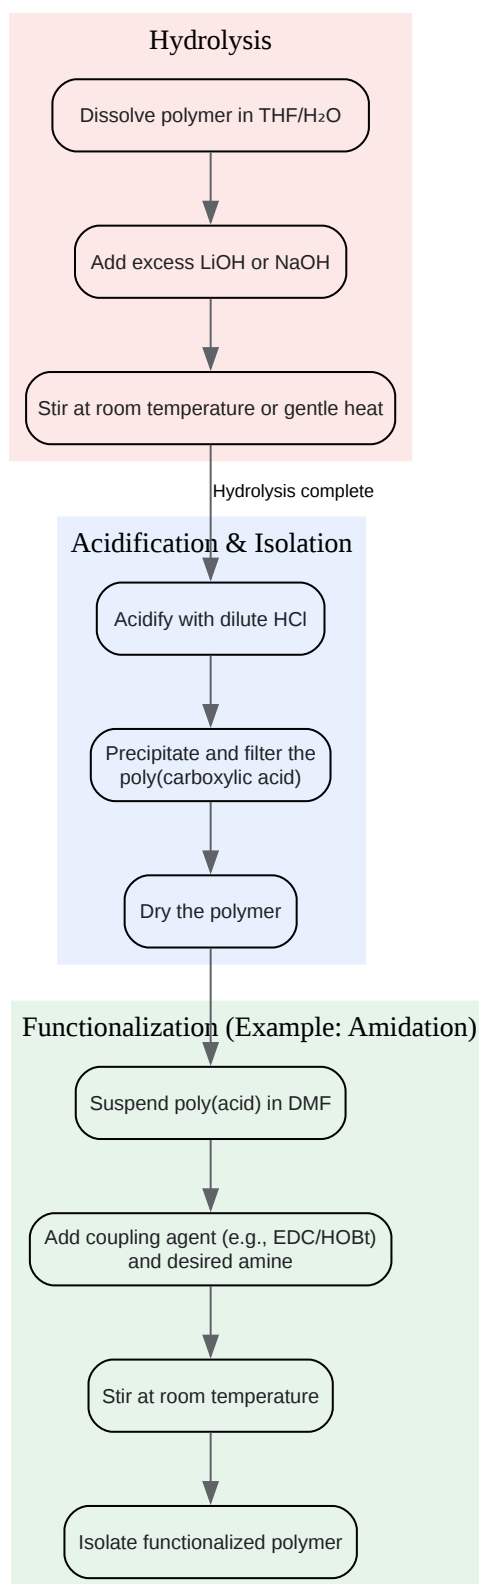 Hydrolysis
Dissolve polymer in THF/H₂O
Add excess LiOH or NaOH
Stir at room temperature or gentle heat
Hydrolysis complete
Acidification & Isolation
Acidify with dilute HCl
Precipitate and filter the
poly(carboxylic acid)
Dry the polymer
Functionalization (Example: Amidation)
Suspend poly(acid) in DMF
Add coupling agent (e.g., EDC/HOBt)
and desired amine
Stir at room temperature
Isolate functionalized polymer